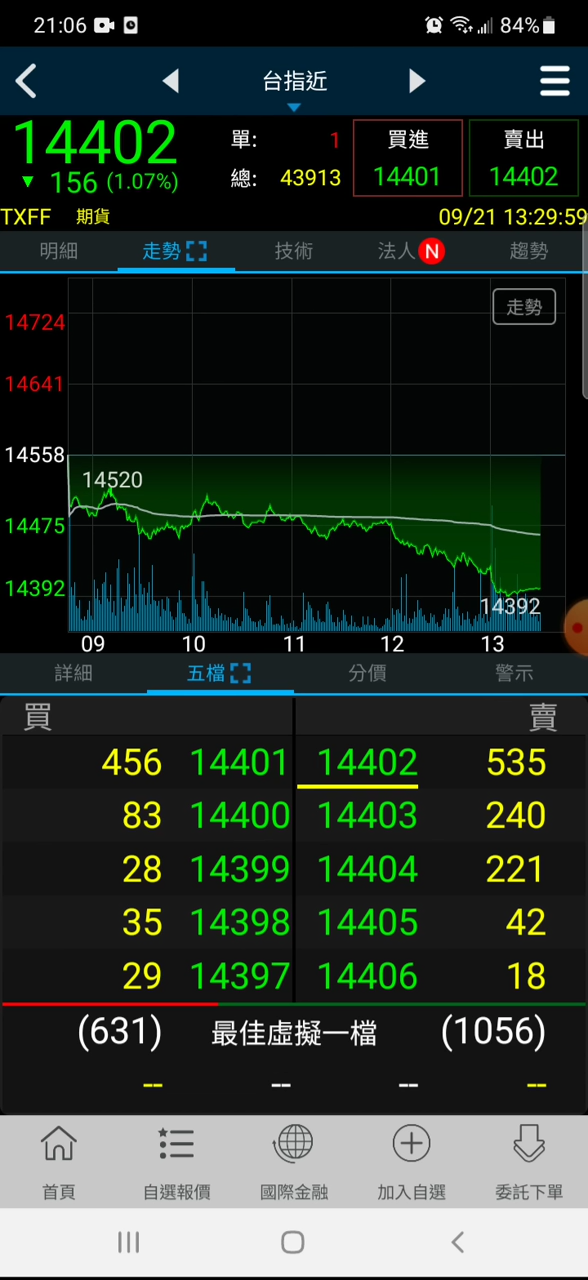 21:06 84%
台指近
14402
▼ 156 (1.07%)
單: 1
總: 43913
買進
14401
賣出
14402
TXFF 期貨 09/21 13:29:59
明細 走勢 技術 法人 N 趨勢
走勢
14724
14641
14558
14520
14475
14392
14392
09 10 11 12 13
詳細 五檔 分價 警示
買 賣
456 14401 14402 535
83 14400 14403 240
28 14399 14404 221
35 14398 14405 42
29 14397 14406 18
(631) 最佳虛擬一檔 (1056)
-- -- -- --
首頁 自選報價 國際金融 加入自選 委託下單